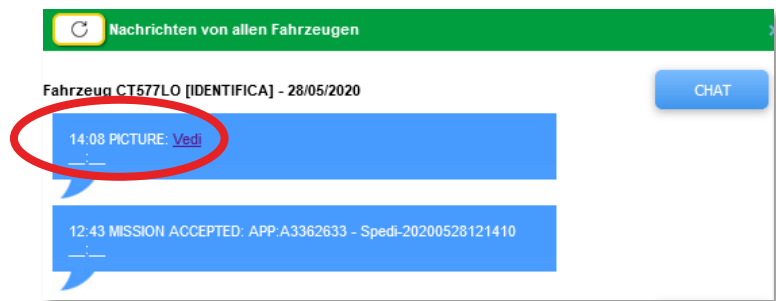 Nachrichten von allen Fahrzeugen
Fahrzeug CT577LO [IDENTIFICA] - 28/05/2020
CHAT
14:08 PICTURE: Vedi
__:__
12:43 MISSION ACCEPTED: APP:A3362633 - Spedi-20200528121410
__:__